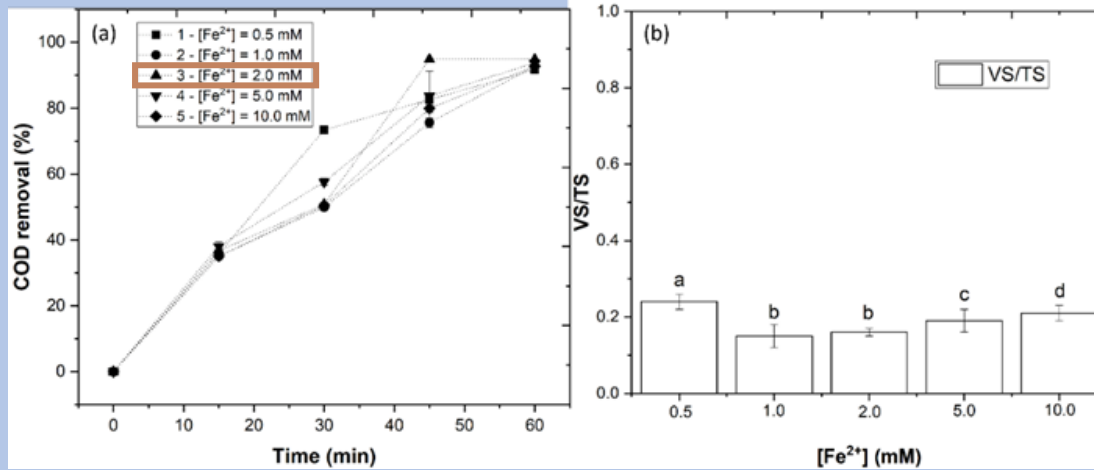 (a)
1 - [Fe²⁺] = 0.5 mM
2 - [Fe²⁺] = 1.0 mM
3 - [Fe²⁺] = 2.0 mM
4 - [Fe²⁺] = 5.0 mM
5 - [Fe²⁺] = 10.0 mM
COD removal (%)
100
80
60
40
20
0
0 10 20 30 40 50 60
Time (min)
(b)
VS/TS
VS/TS
1.0
0.8
0.6
0.4
0.2
0.0
a b b c d
0.5 1.0 2.0 5.0 10.0
[Fe²⁺] (mM)